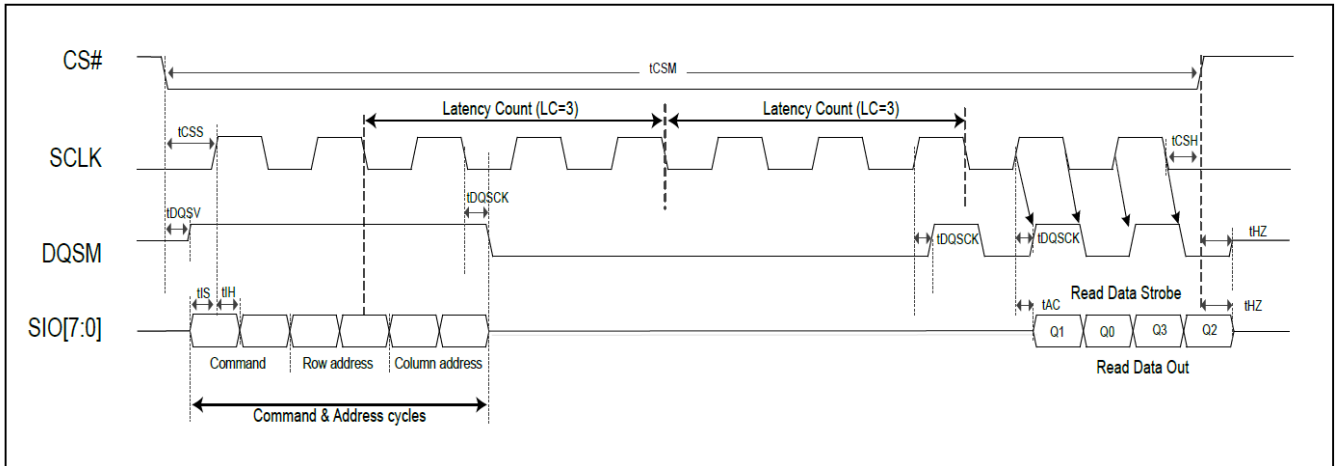 CS#
tCSM
Latency Count (LC=3)
Latency Count (LC=3)
tCSS
SCLK
tCSH
tDQSCK
tDQSV
DQSM
tDQSCK
tDQSCK
tHZ
tIS
tIH
Read Data Strobe
tAC
tHZ
SIO[7:0]
Q1
Q0
Q3
Q2
Command
Row address
Column address
Read Data Out
Command & Address cycles